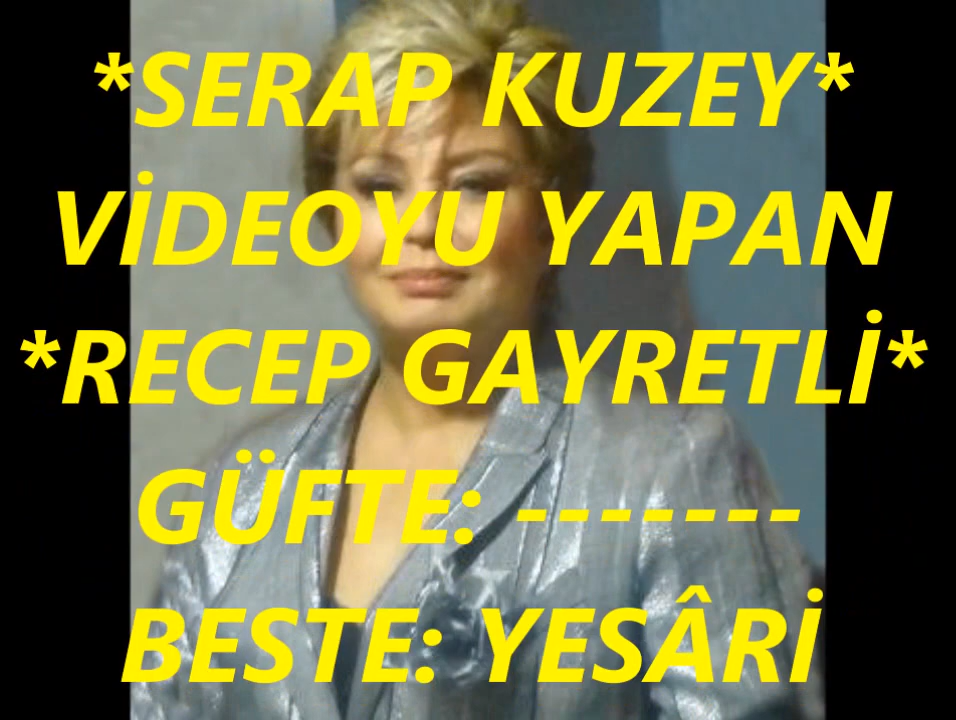 *SERAP KUZEY*
VİDEOYU YAPAN
*RECEP GAYRETLİ*
GÜFTE: -------
BESTE: YESÂRİ